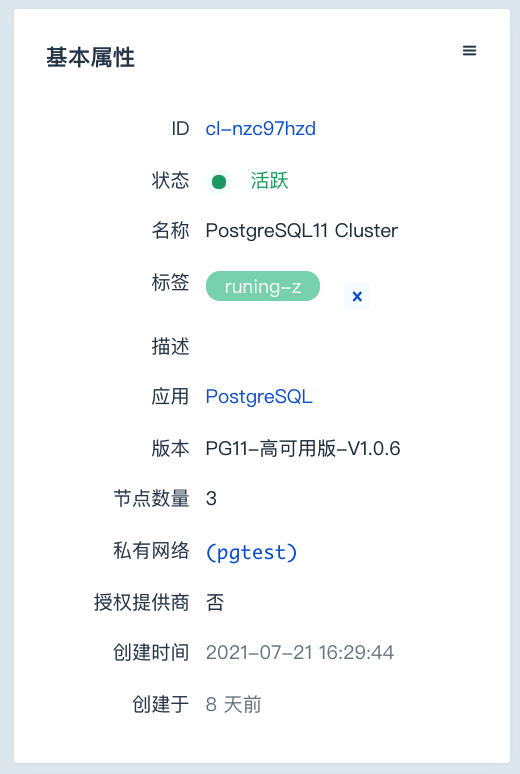 基本属性
ID cl-nzc97hzd
状态 活跃
名称 PostgreSQL11 Cluster
标签 runing-z
描述
应用 PostgreSQL
版本 PG11-高可用版-V1.0.6
节点数量 3
私有网络 (pgtest)
授权提供商 否
创建时间 2021-07-21 16:29:44
创建于 8 天前